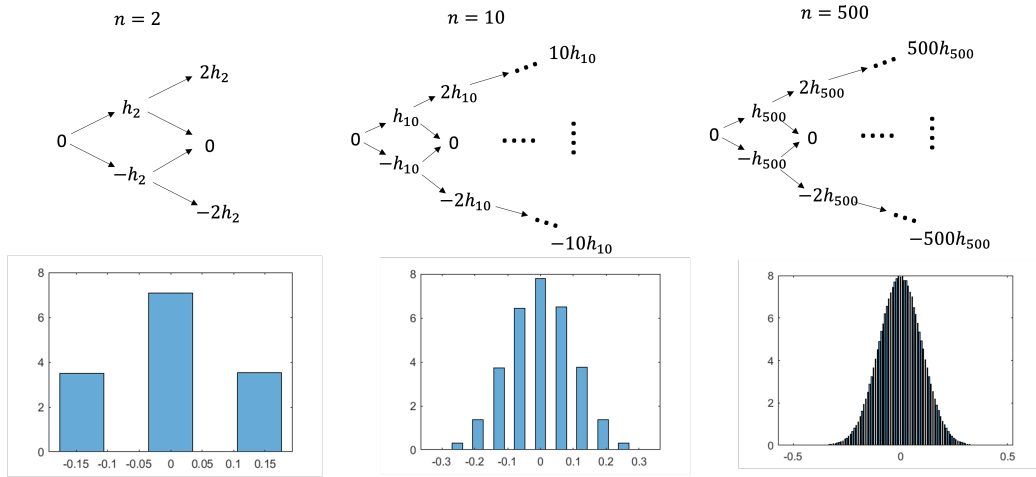 n = 2
2h₂
h₂
0
0
−h₂
−2h₂
8
6
4
2
0
-0.15 -0.1 -0.05 0 0.05 0.1 0.15
n = 10
10h₁₀
2h₁₀
h₁₀
0
0
−h₁₀
−2h₁₀
−10h₁₀
8
6
4
2
0
-0.3 -0.2 -0.1 0 0.1 0.2 0.3
n = 500
500h₅₀₀
2h₅₀₀
h₅₀₀
0
0
−h₅₀₀
−2h₅₀₀
−500h₅₀₀
8
6
4
2
0
-0.5 0 0.5